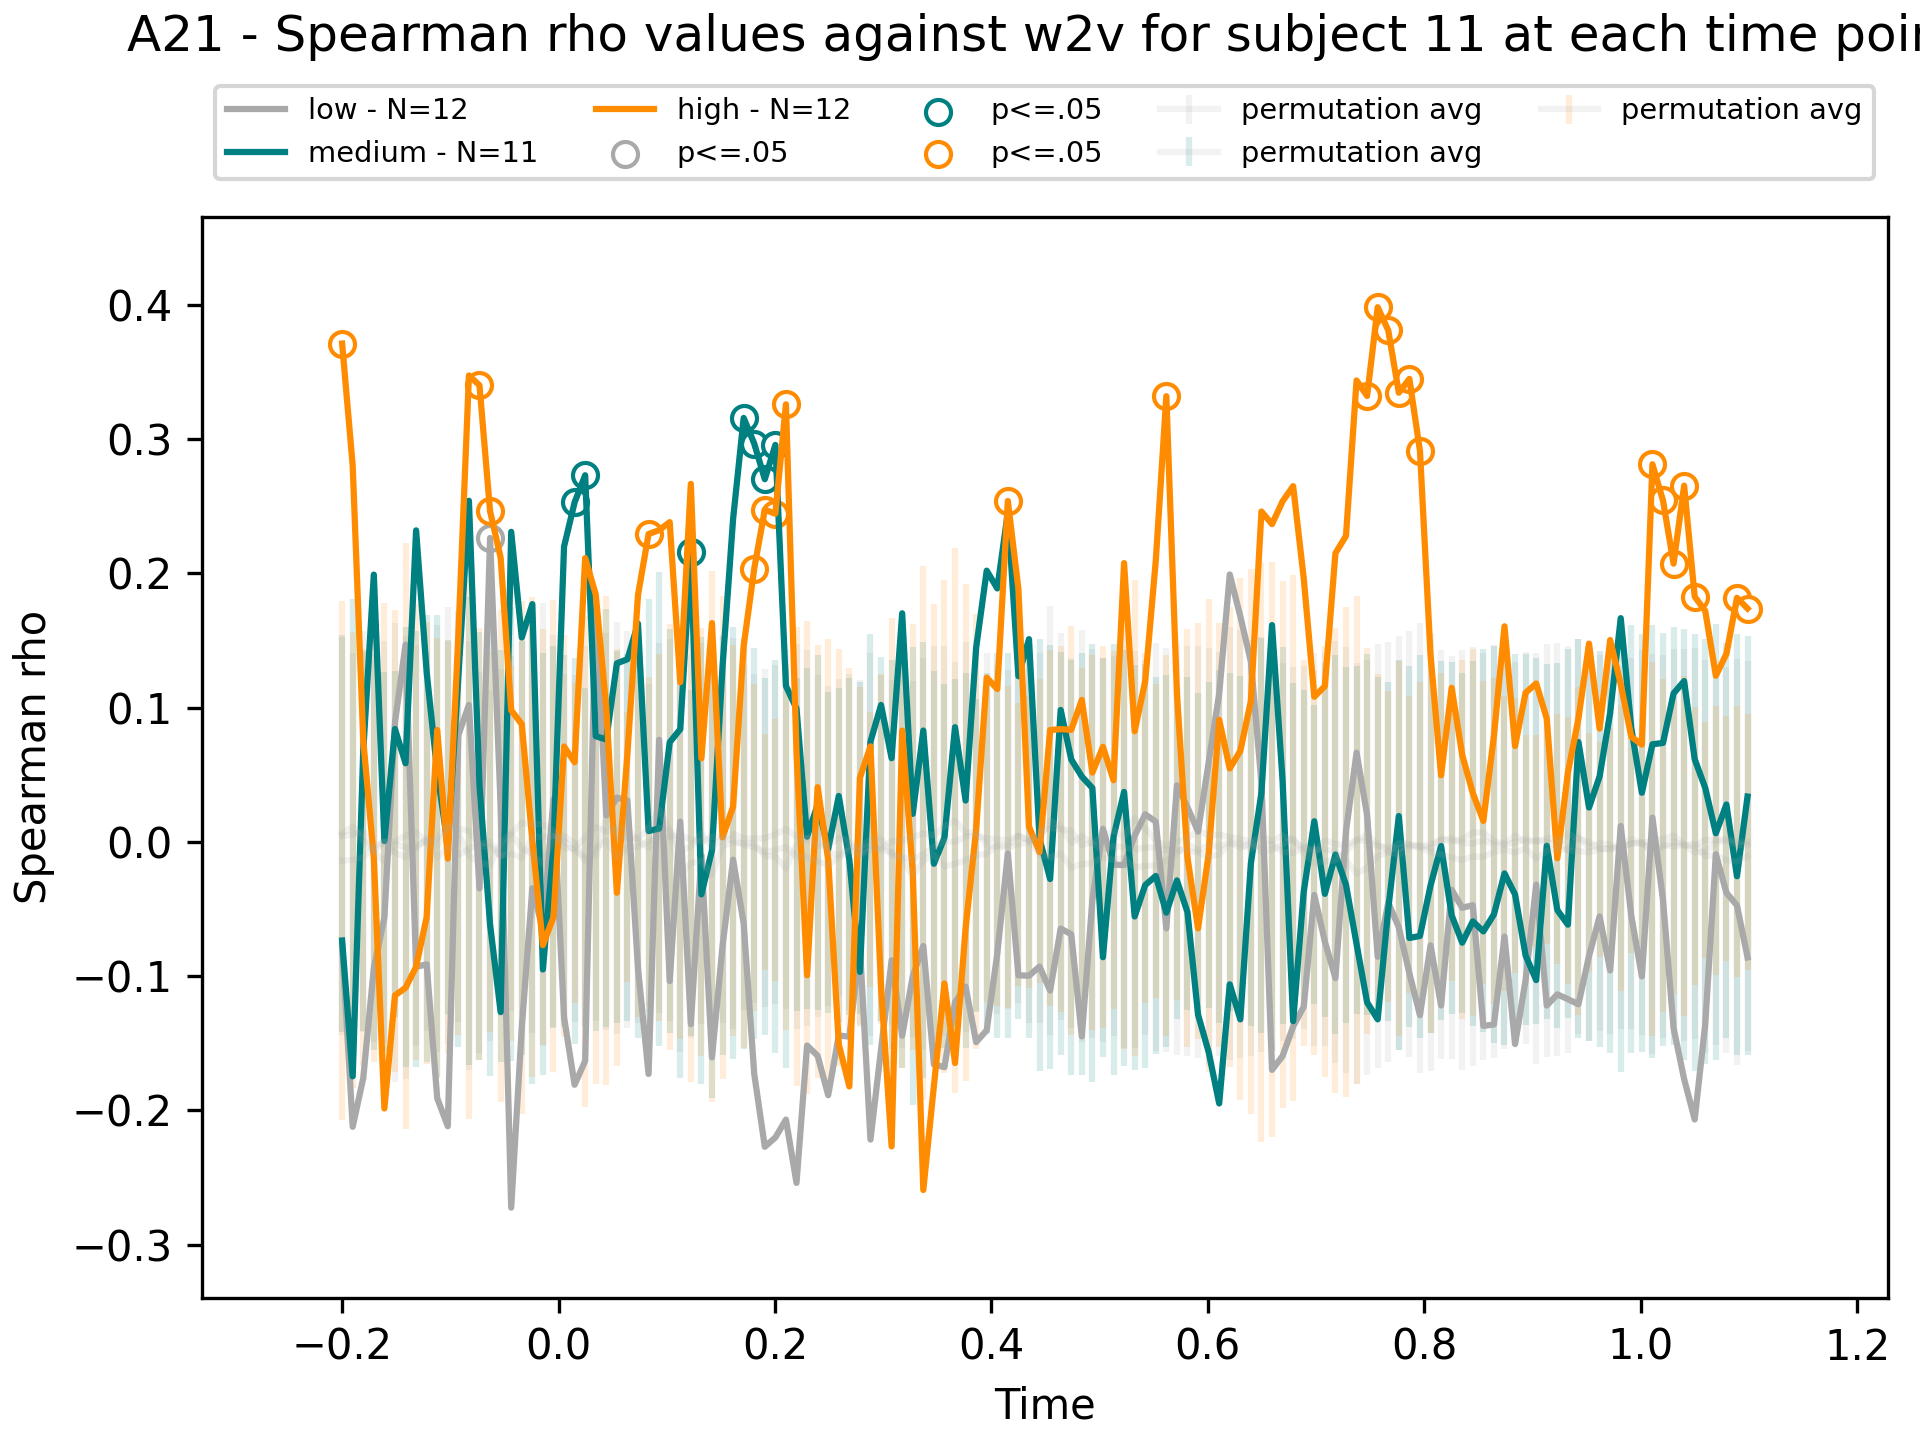 A21 - Spearman rho values against w2v for subject 11 at each time poi
low - N=12 high - N=12 p<=.05 permutation avg permutation avg
medium - N=11 p<=.05 p<=.05 permutation avg
Spearman rho
0.4
0.3
0.2
0.1
0.0
−0.1
−0.2
−0.3
−0.2 0.0 0.2 0.4 0.6 0.8 1.0 1.2
Time